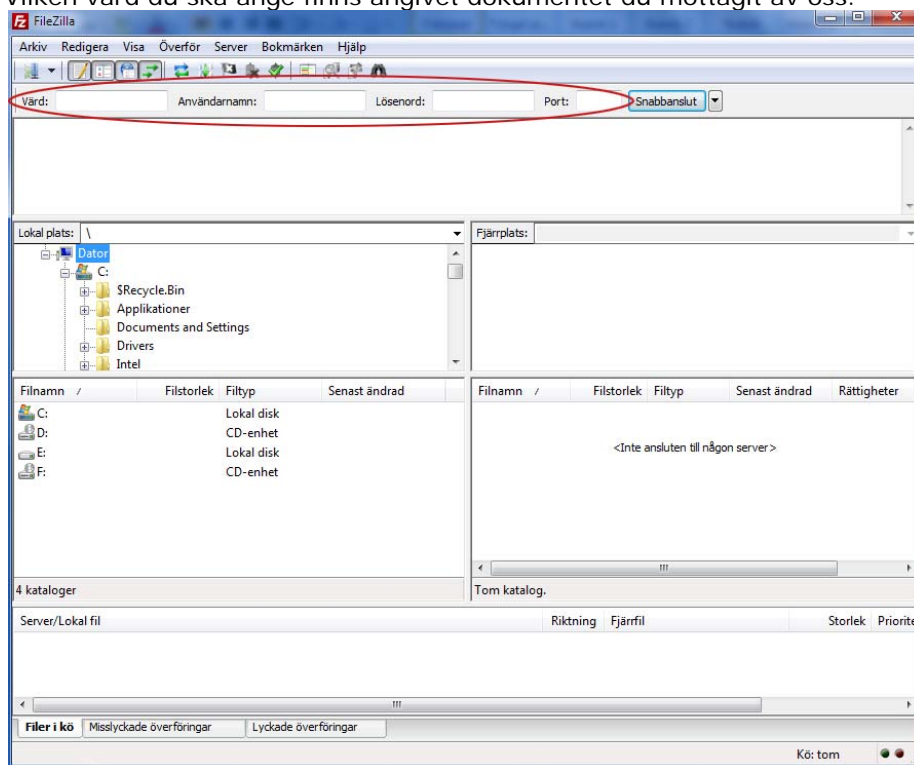 Vilken värd du ska ange finns angivet dokumentet du mottagit av oss.
FileZilla
Arkiv Redigera Visa Överför Server Bokmärken Hjälp
Värd: Användarnamn: Lösenord: Port: Snabbanslut
Lokal plats: \
Fjärrplats:
Dator
C:
$Recycle.Bin
Applikationer
Documents and Settings
Drivers
Intel
Filnamn / Filstorlek Filtyp Senast ändrad
C: Lokal disk
D: CD-enhet
E: Lokal disk
F: CD-enhet
4 kataloger
Filnamn / Filstorlek Filtyp Senast ändrad Rättigheter
<Inte ansluten till någon server>
Tom katalog.
Server/Lokal fil Riktning Fjärrfil Storlek Priorite
Filer i kö Misslyckade överföringar Lyckade överföringar
Kö: tom